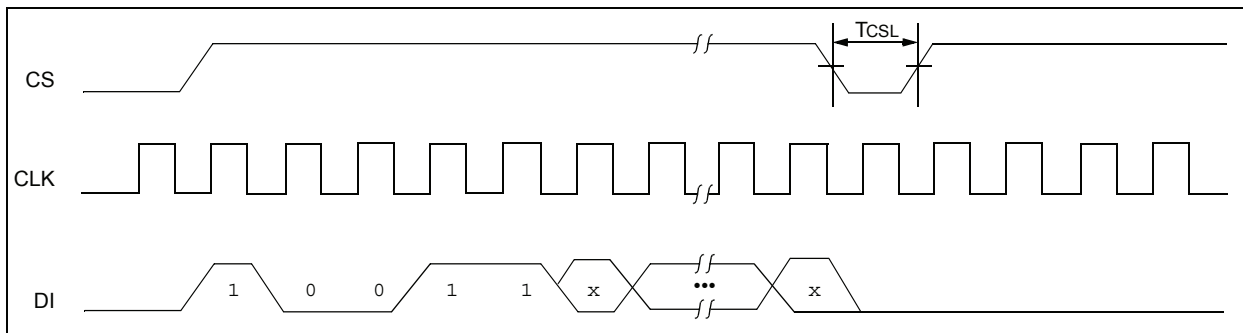 TCSL
CS
CLK
DI
1 0 0 1 1 x ••• x